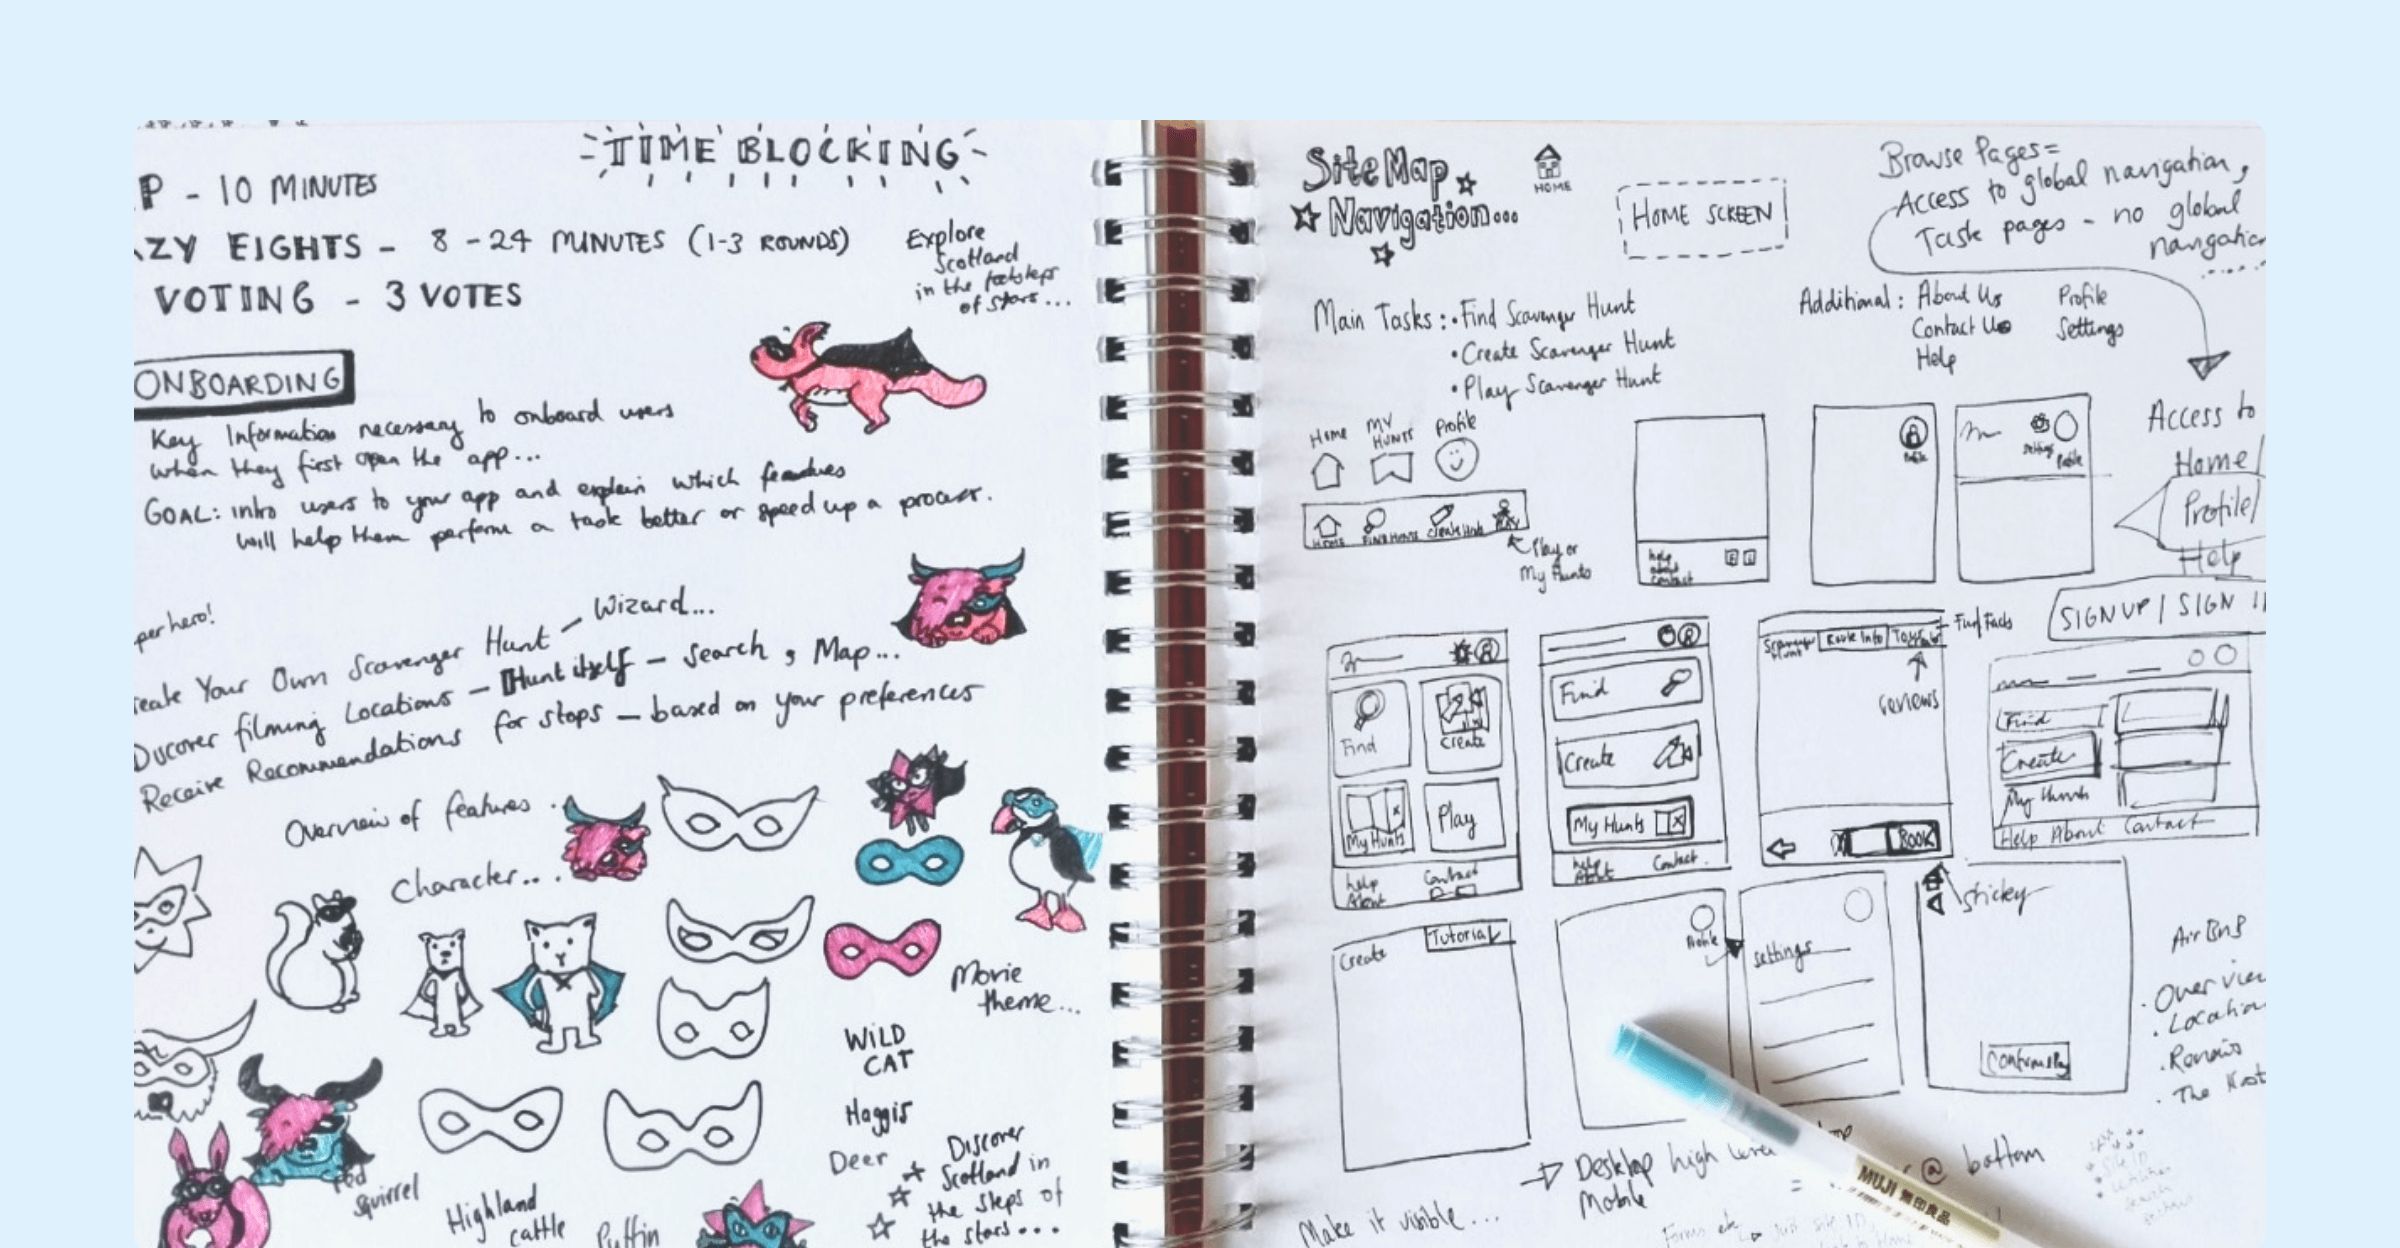 TIME BLOCKING
P - 10 MINUTES
ZY EIGHTS - 8 - 24 MINUTES (1-3 ROUNDS)
VOTING - 3 VOTES
Explore
Scotland
in the footsteps
of stars...
ONBOARDING
Key Information necessary to onboard users
when they first open the app...
GOAL: intro users to your app and explain which features
will help them perform a task better or speed up a process.
per hero!
reate Your Own Scavenger Hunt - Wizard...
Discover filming Locations - Hunt itself - Search, Map...
Receive Recommendations for stops - based on your preferences
Overview of features
Character...
Movie
theme...
WILD
CAT
Haggis
Deer
Discover
Scotland in
the steps of
the stars...
red
squirrel
Highland
cattle
Puffin
Site Map
Navigation...
HOME
HOME SCREEN
Browse Pages=
Access to global navigation,
Task pages - no global
navigation
Main Tasks: • Find Scavenger Hunt
• Create Scavenger Hunt
• Play Scavenger Hunt
Additional: About Us
Contact Us
Help
Profile
Settings
Home
My
Hunts
Profile
HOME FIND HUNTS Create Hunt PLAY
Play or
My Hunts
help
about
contact
Profile
settings
Profile
Access to
Home/
Profile/
Help
SIGN UP | SIGN I
Find
Create
My Hunts
Play
help
About
Contact
Find
Create
My Hunts
help
About
Contact
Scavenger
Hunt
Route Info
Fun Facts
reviews
BOOK
Find
Create
My Hunts
Help About Contact
Create
Tutorial
Profile
settings
sticky
Confirm & Pay
Air BnB
• Overview
• Location
• Reviews
• The Host
Desktop high level
Mobile
@ bottom
Make it visible...
MUJI 無印良品